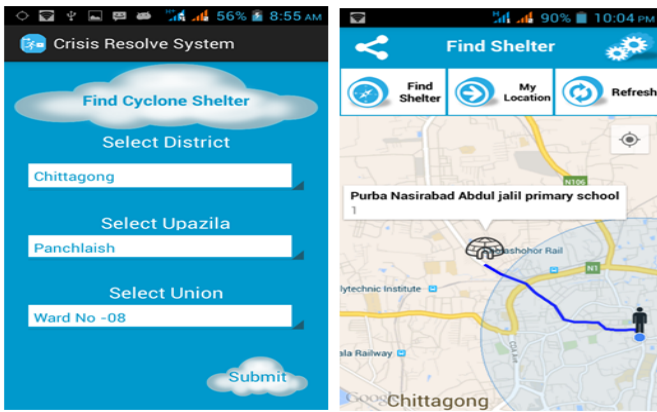 56% 8:55 AM
Crisis Resolve System
Find Cyclone Shelter
Select District
Chittagong
Select Upazila
Panchlaish
Select Union
Ward No -08
Submit
H 90% 10:04 PM
Find Shelter
Find
Shelter
My
Location
Refresh
N106
Purba Nasirabad Abdul jalil primary school
1
ashohor Rail
N1
lytechnic Institute
ala Railway
Chittagong